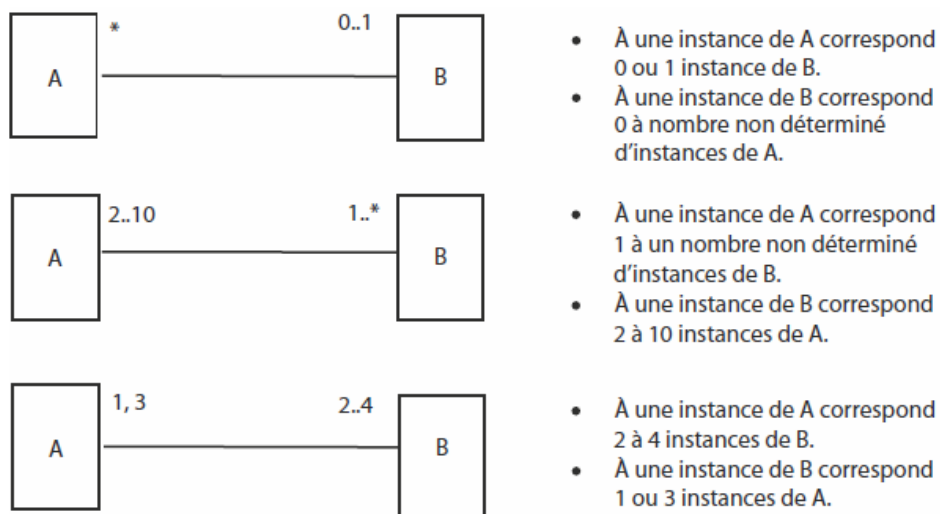 * 0..1
A B
• À une instance de A correspond
0 ou 1 instance de B.
• À une instance de B correspond
0 à nombre non déterminé
d'instances de A.
2..10 1..*
A B
• À une instance de A correspond
1 à un nombre non déterminé
d'instances de B.
• À une instance de B correspond
2 à 10 instances de A.
1, 3 2..4
A B
• À une instance de A correspond
2 à 4 instances de B.
• À une instance de B correspond
1 ou 3 instances de A.